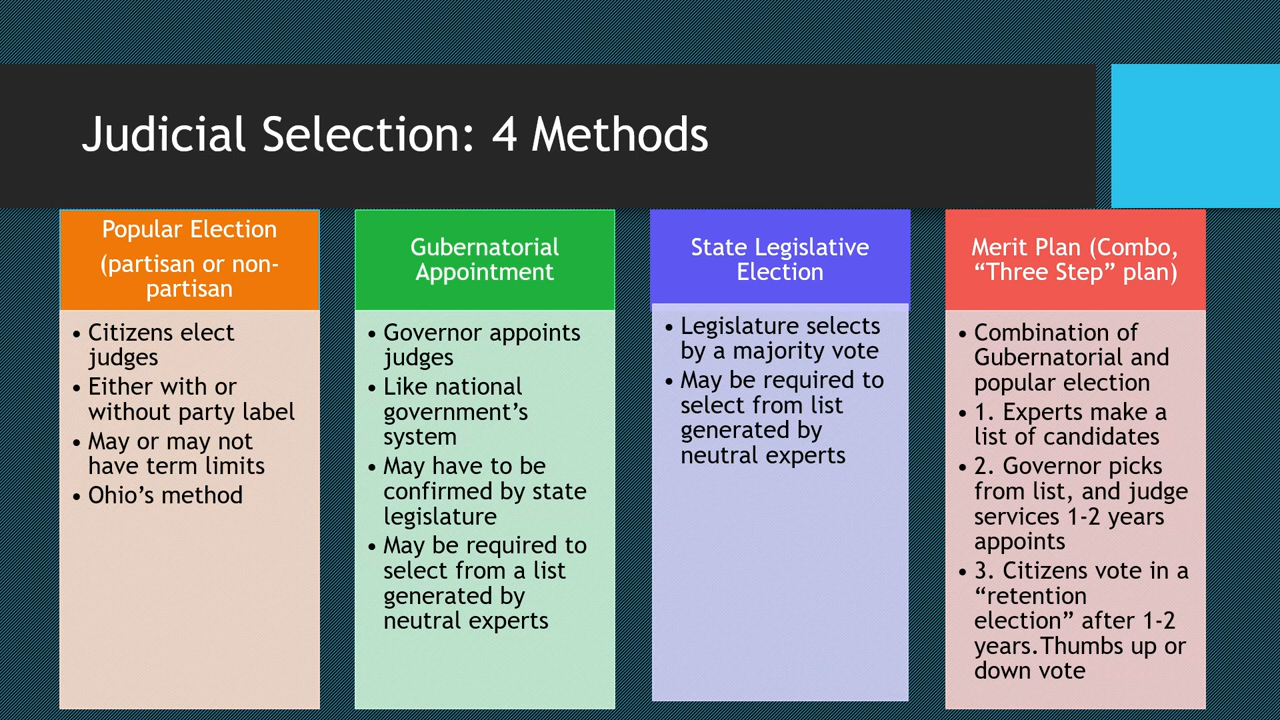 Judicial Selection: 4 Methods
Popular Election
(partisan or non-
partisan
• Citizens elect
judges
• Either with or
without party label
• May or may not
have term limits
• Ohio’s method
Gubernatorial
Appointment
• Governor appoints
judges
• Like national
government’s
system
• May have to be
confirmed by state
legislature
• May be required to
select from a list
generated by
neutral experts
State Legislative
Election
• Legislature selects
by a majority vote
• May be required to
select from list
generated by
neutral experts
Merit Plan (Combo,
“Three Step” plan)
• Combination of
Gubernatorial and
popular election
• 1. Experts make a
list of candidates
• 2. Governor picks
from list, and judge
services 1-2 years
appoints
• 3. Citizens vote in a
“retention
election” after 1-2
years.Thumbs up or
down vote